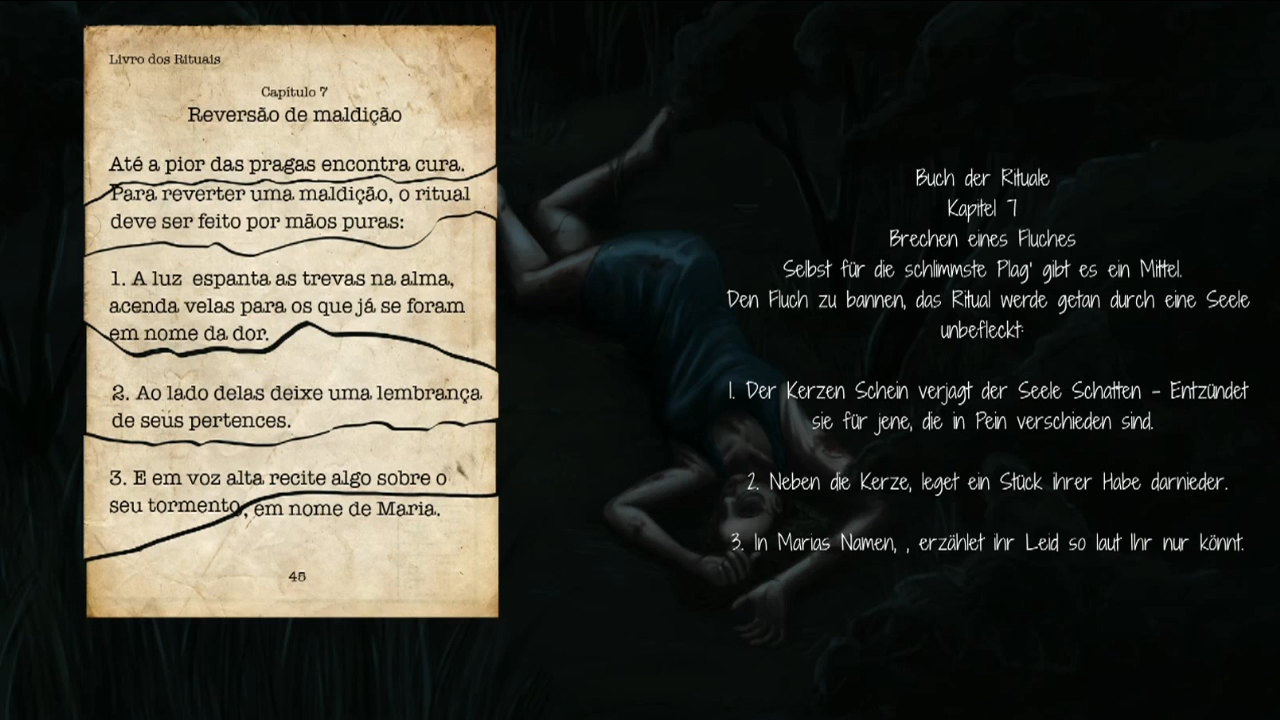 Livro dos Rituais
Capítulo 7
Reversão de maldição
Até a pior das pragas encontra cura.
Para reverter uma maldição, o ritual
deve ser feito por mãos puras:
1. A luz espanta as trevas na alma,
acenda velas para os que já se foram
em nome da dor.
2. Ao lado delas deixe uma lembrança
de seus pertences.
3. E em voz alta recite algo sobre o
seu tormento, em nome de Maria.
45
Buch der Rituale
Kapitel 7
Brechen eines Fluches
Selbst für die schlimmste Plag' gibt es ein Mittel.
Den Fluch zu bannen, das Ritual werde getan durch eine Seele
unbefleckt:
1. Der Kerzen Schein verjagt der Seele Schatten - Entzündet
sie für jene, die in Pein verschieden sind.
2. Neben die Kerze, leget ein Stück ihrer Habe darnieder.
3. In Marias Namen, , erzählet ihr Leid so laut Ihr nur könnt.